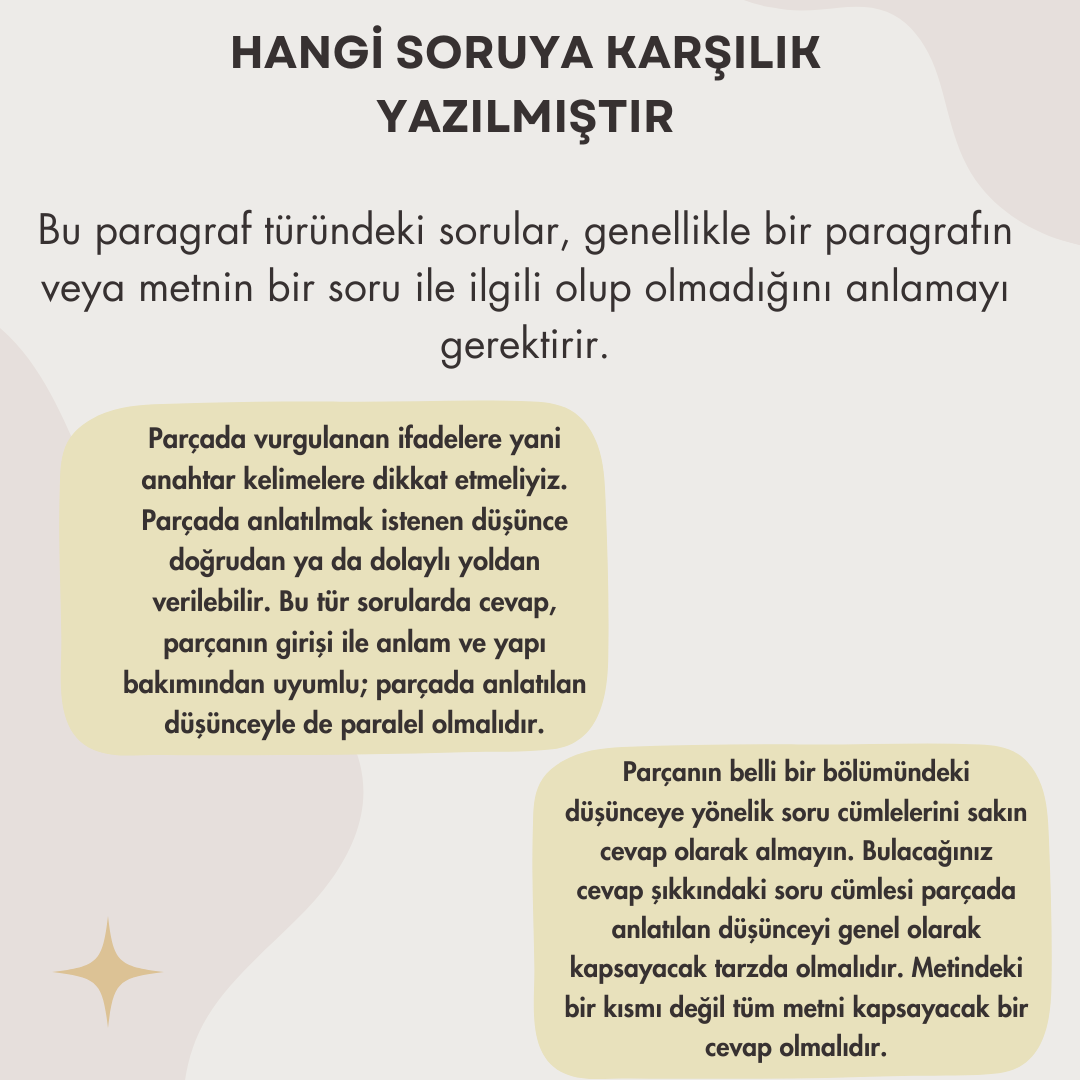 HANGİ SORUYA KARŞILIK
YAZILMIŞTIR
Bu paragraf türündeki sorular, genellikle bir paragrafın
veya metnin bir soru ile ilgili olup olmadığını anlamayı
gerektirir.
Parçada vurgulanan ifadelere yani
anahtar kelimelere dikkat etmeliyiz.
Parçada anlatılmak istenen düşünce
doğrudan ya da dolaylı yoldan
verilebilir. Bu tür sorularda cevap,
parçanın girişi ile anlam ve yapı
bakımından uyumlu; parçada anlatılan
düşünceyle de paralel olmalıdır.
Parçanın belli bir bölümündeki
düşünceye yönelik soru cümlelerini sakın
cevap olarak almayın. Bulacağınız
cevap şıkkındaki soru cümlesi parçada
anlatılan düşünceyi genel olarak
kapsayacak tarzda olmalıdır. Metindeki
bir kısmı değil tüm metni kapsayacak bir
cevap olmalıdır.